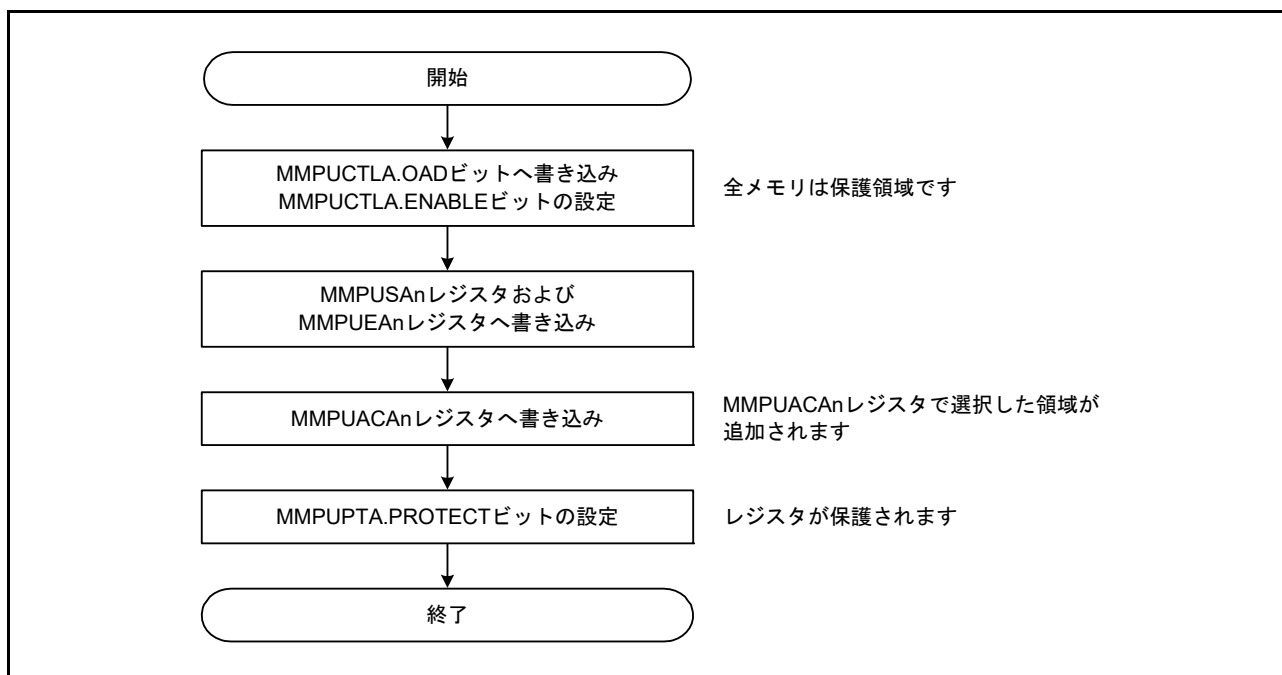 開始
MMPUCTLA.OADビットへ書き込み
MMPUCTLA.ENABLEビットの設定
全メモリは保護領域です
MMPUSAnレジスタおよび
MMPUEAnレジスタへ書き込み
MMPUACAnレジスタへ書き込み
MMPUACAnレジスタで選択した領域が
追加されます
MMPUPTA.PROTECTビットの設定
レジスタが保護されます
終了